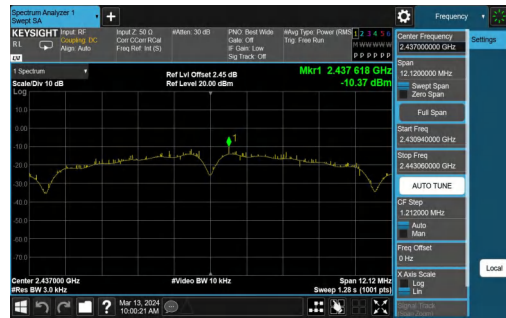 Spectrum Analyzer 1
Swept SA
+
Frequency
Settings
KEYSIGHT
RL
Input: RF
Coupling: DC
Align: Auto
Input Z: 50 Ω
Corr CCorr RCal
Freq Ref: Int (S)
#Atten: 30 dB
PNO: Best Wide
Gate: Off
IF Gain: Low
Sig Track: Off
#Avg Type: Power (RMS
Trig: Free Run
1 2 3 4 5 6
M W W W W W
P P P P P P
LV
1 Spectrum
Scale/Div 10 dB
Log
Ref Lvl Offset 2.45 dB
Ref Level 20.00 dBm
Mkr1 2.437 618 GHz
-10.37 dBm
1
10.0
0.00
-10.0
-20.0
-30.0
-40.0
-50.0
-60.0
-70.0
Center 2.437000 GHz
#Res BW 3.0 kHz
#Video BW 10 kHz
Span 12.12 MHz
Sweep 1.28 s (1001 pts)
Center Frequency
2.437000000 GHz
Span
12.1200000 MHz
Swept Span
Zero Span
Full Span
Start Freq
2.430940000 GHz
Stop Freq
2.443060000 GHz
AUTO TUNE
CF Step
1.212000 MHz
Auto
Man
Freq Offset
0 Hz
X Axis Scale
Log
Lin
Signal Track
Local
?
Mar 13, 2024
10:00:21 AM